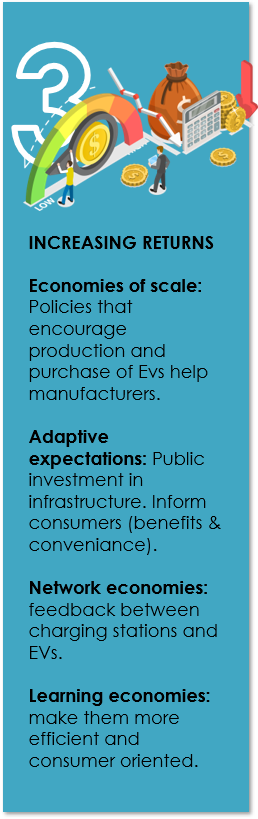 3
LOW
INCREASING RETURNS
Economies of scale:
Policies that
encourage
production and
purchase of Evs help
manufacturers.
Adaptive
expectations: Public
investment in
infrastructure. Inform
consumers (benefits &
conveniance).
Network economies:
feedback between
charging stations and
EVs.
Learning economies:
make them more
efficient and
consumer oriented.